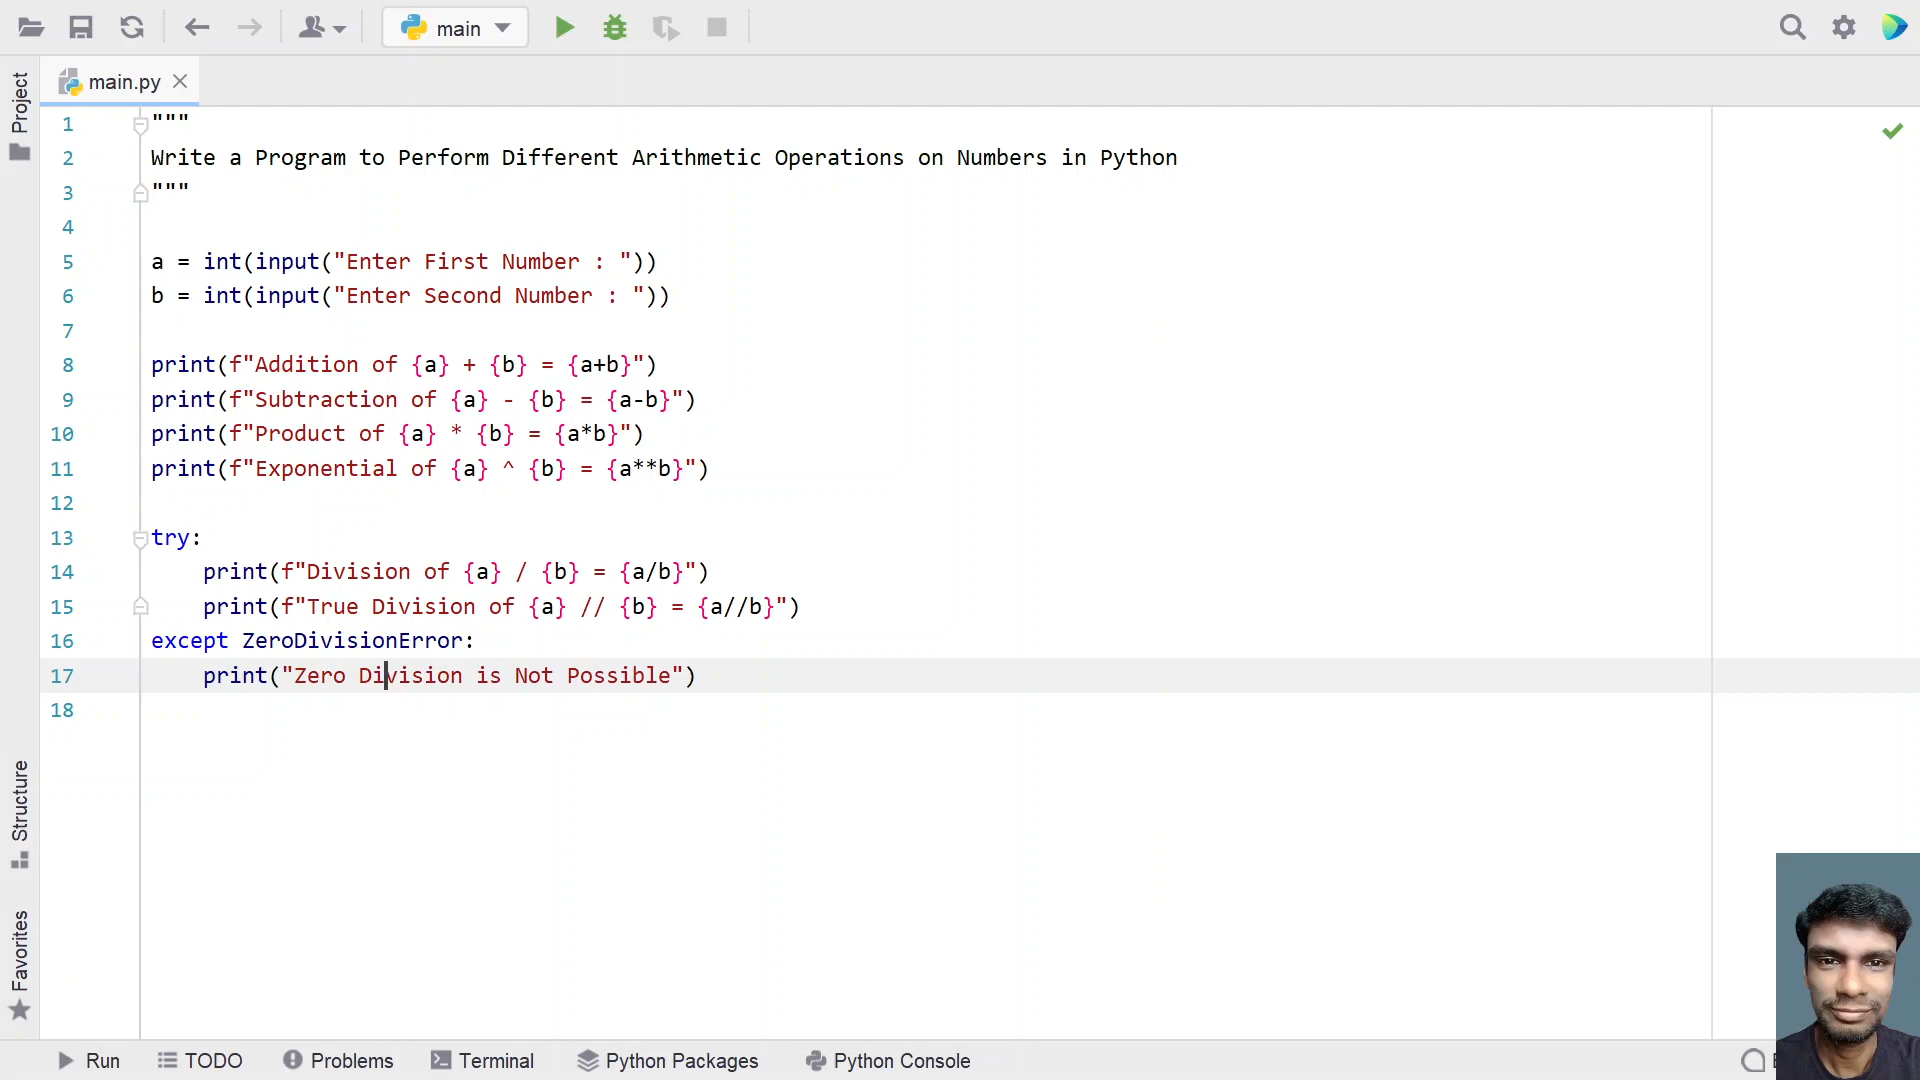 main
main.py
Project
1 """
2 Write a Program to Perform Different Arithmetic Operations on Numbers in Python
3 """
4
5 a = int(input("Enter First Number : "))
6 b = int(input("Enter Second Number : "))
7
8 print(f"Addition of {a} + {b} = {a+b}")
9 print(f"Subtraction of {a} - {b} = {a-b}")
10 print(f"Product of {a} * {b} = {a*b}")
11 print(f"Exponential of {a} ^ {b} = {a**b}")
12
13 try:
14     print(f"Division of {a} / {b} = {a/b}")
15     print(f"True Division of {a} // {b} = {a//b}")
16 except ZeroDivisionError:
17     print("Zero Division is Not Possible")
18
Structure
Favorites
Run TODO Problems Terminal Python Packages Python Console